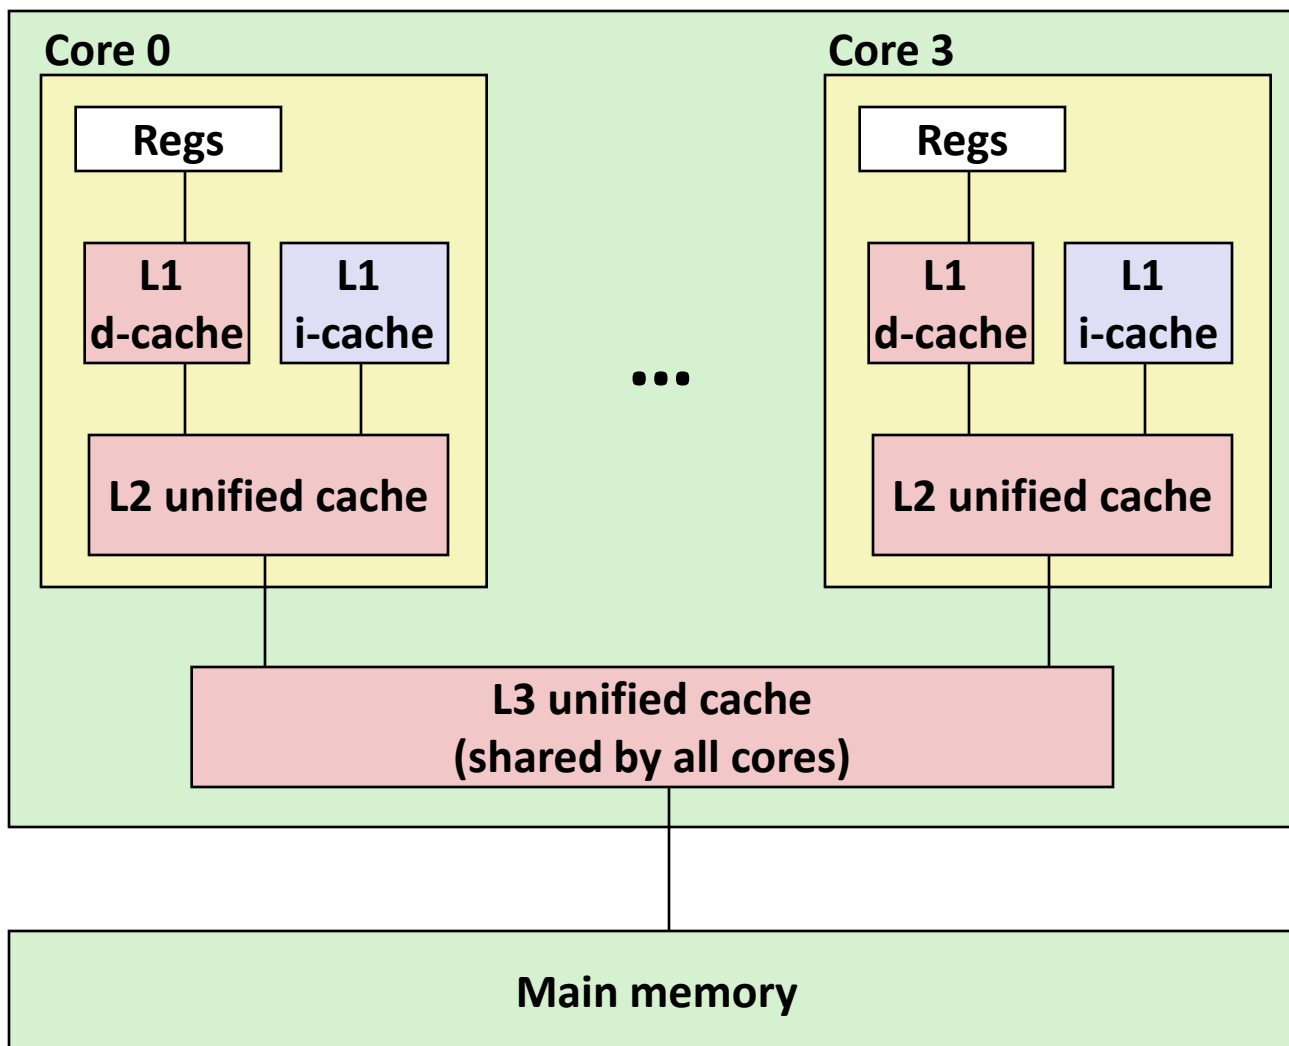 Core 0
Regs
L1
d-cache
L1
i-cache
L2 unified cache
...
Core 3
Regs
L1
d-cache
L1
i-cache
L2 unified cache
L3 unified cache
(shared by all cores)
Main memory